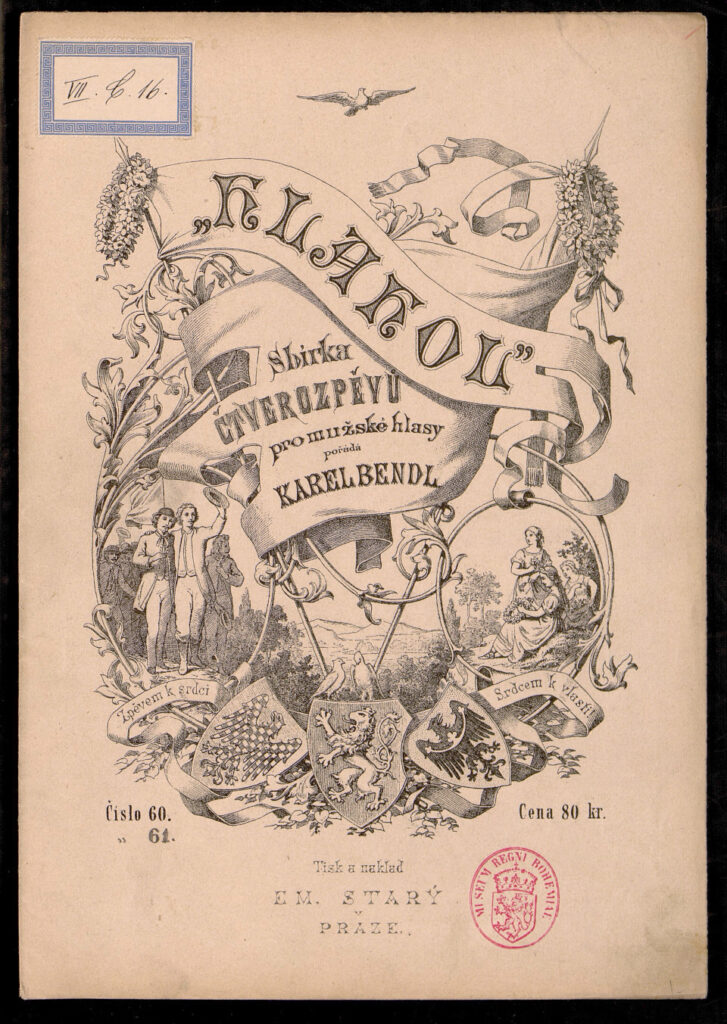 VII. C. 16.
„HLAHOL”
Sbírka
ČTVEROZPĚVŮ
pro mužské hlasy
pořádá
KAREL BENDL
Zpěvem k srdci
Srdcem k vlasti!
Číslo 60.
„ 61.
Cena 80 kr.
Tisk a náklad
EM. STARÝ
v
PRAZE.
MUSEUM REGNI BOHEMIAE